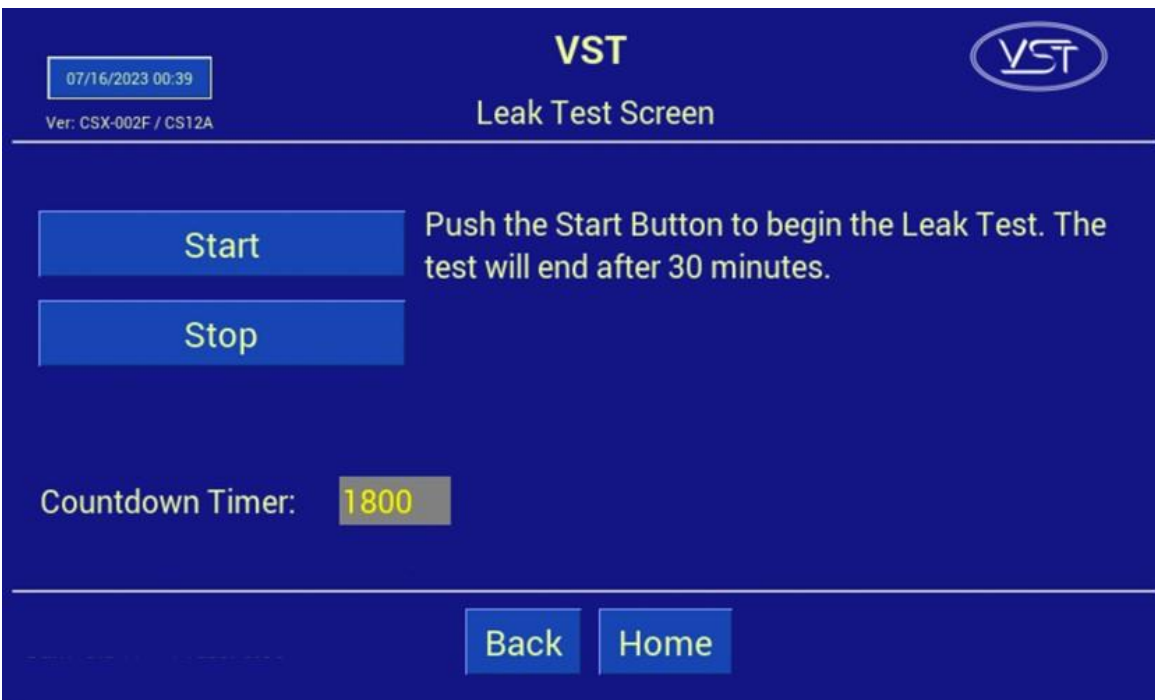 VST
VST
07/16/2023 00:39
Ver: CSX-002F / CS12A
Leak Test Screen
Start
Push the Start Button to begin the Leak Test. The
test will end after 30 minutes.
Stop
Countdown Timer: 1800
Back Home